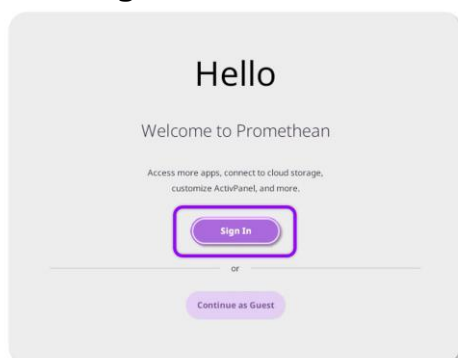 Hello
Welcome to Promethean
Access more apps, connect to cloud storage,
customize ActivPanel, and more.
Sign In
or
Continue as Guest